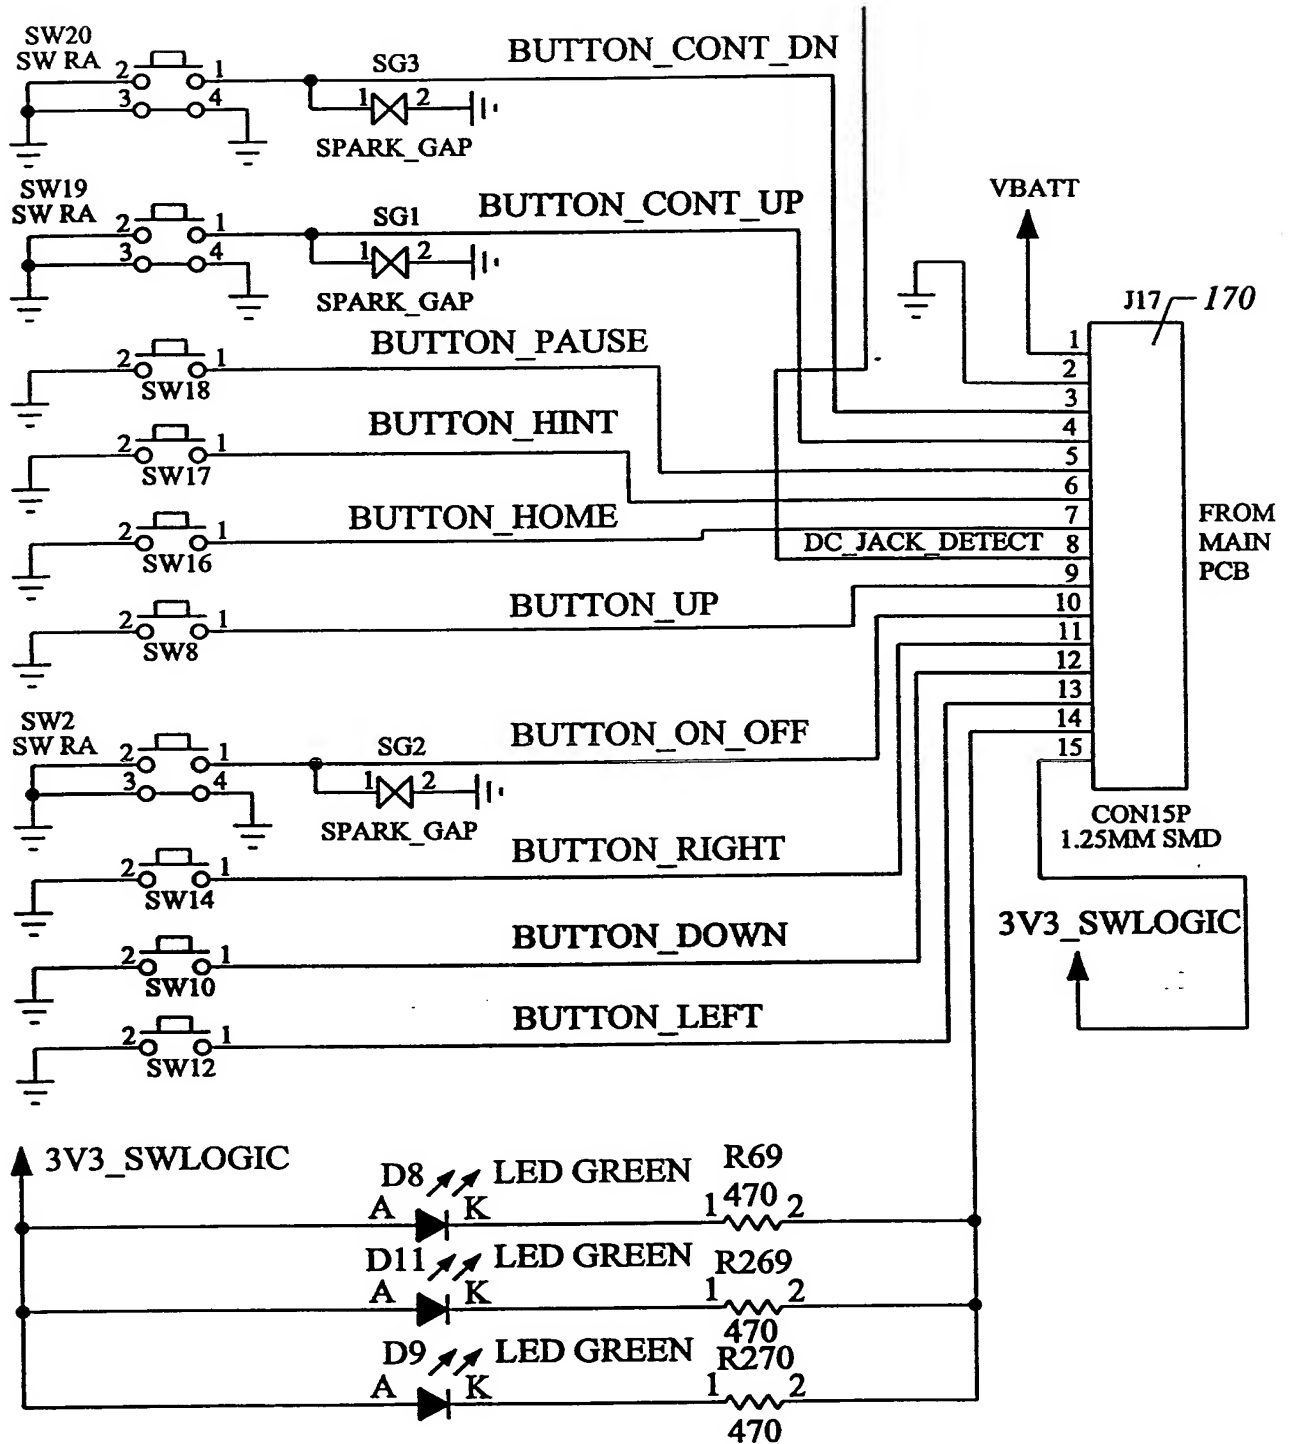 SW20
SW RA
2 1
3 4
SG3
1 2
SPARK_GAP
BUTTON_CONT_DN
SW19
SW RA
2 1
3 4
SG1
1 2
SPARK_GAP
BUTTON_CONT_UP
VBATT
J17 170
2 1
SW18
BUTTON_PAUSE
2 1
SW17
BUTTON_HINT
2 1
SW16
BUTTON_HOME
DC_JACK_DETECT
2 1
SW8
BUTTON_UP
1
2
3
4
5
6
7
8
9
10
11
12
13
14
15
FROM
MAIN
PCB
CON15P
1.25MM SMD
SW2
SW RA
2 1
3 4
SG2
1 2
SPARK_GAP
BUTTON_ON_OFF
2 1
SW14
BUTTON_RIGHT
2 1
SW10
BUTTON_DOWN
2 1
SW12
BUTTON_LEFT
3V3_SWLOGIC
3V3_SWLOGIC
D8 LED GREEN R69
A K 1 470 2
D11 LED GREEN R269
A K 1 2
470
D9 LED GREEN R270
A K 1 2
470